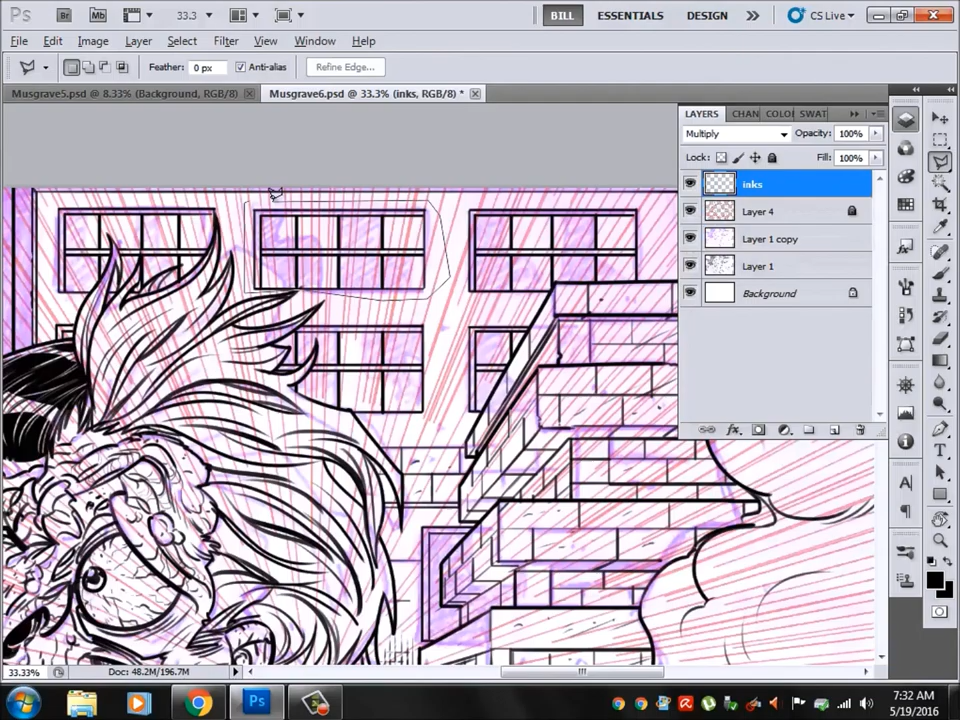 Ps Br Mb 33.3 BILL ESSENTIALS DESIGN CS Live
File Edit Image Layer Select Filter View Window Help
Feather: 0 px Anti-alias Refine Edge...
Musgrave5.psd @ 8.33% (Background, RGB/8) Musgrave6.psd @ 33.3% (inks, RGB/8) *
LAYERS CHAN COLO SWAT
Multiply Opacity: 100%
Lock: Fill: 100%
inks
Layer 4
Layer 1 copy
Layer 1
Background
33.33% Doc: 48.2M/196.7M
Ps
7:32 AM
5/19/2016